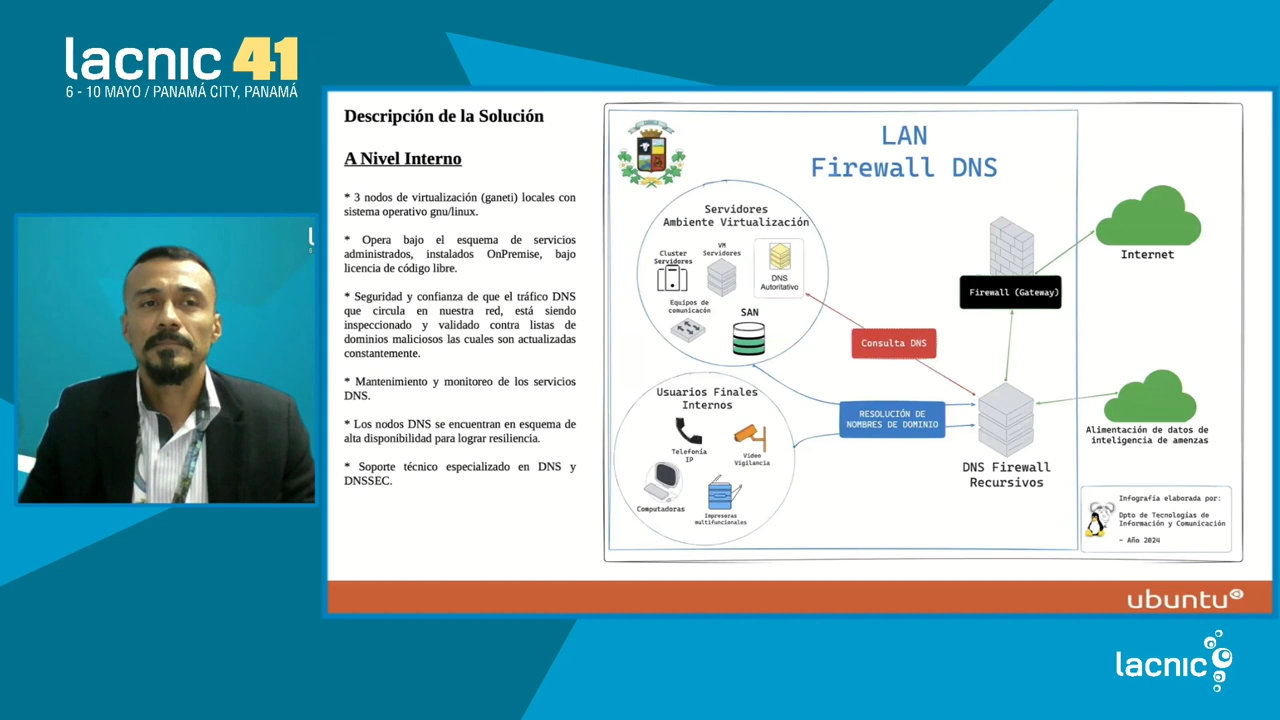 lacnic 41
6 - 10 MAYO / PANAMÁ CITY, PANAMÁ
Descripción de la Solución
A Nivel Interno
* 3 nodos de virtualización (ganeti) locales con
sistema operativo gnu/linux.
* Opera bajo el esquema de servicios
administrados, instalados OnPremise, bajo
licencia de código libre.
* Seguridad y confianza de que el tráfico DNS
que circula en nuestra red, está siendo
inspeccionado y validado contra listas de
dominios maliciosos las cuales son actualizadas
constantemente.
* Mantenimiento y monitoreo de los servicios
DNS.
* Los nodos DNS se encuentran en esquema de
alta disponibilidad para lograr resiliencia.
* Soporte técnico especializado en DNS y
DNSSEC.
LAN
Firewall DNS
Servidores
Ambiente Virtualización
Cluster
Servidores
VM
Servidores
DNS
Autoritativo
Equipos de
comunicacón
SAN
Usuarios Finales
Internos
Telefonía
IP
Video
Vigilancia
Computadoras
Impresoras
multifuncionales
Consulta DNS
RESOLUCIÓN DE
NOMBRES DE DOMINIO
Firewall (Gateway)
DNS Firewall
Recursivos
Internet
Alimentación de datos de
inteligencia de amenzas
Infografía elaborada por:
Dpto de Tecnologías de
Información y Comunicación
- Año 2024
ubuntu
lacnic